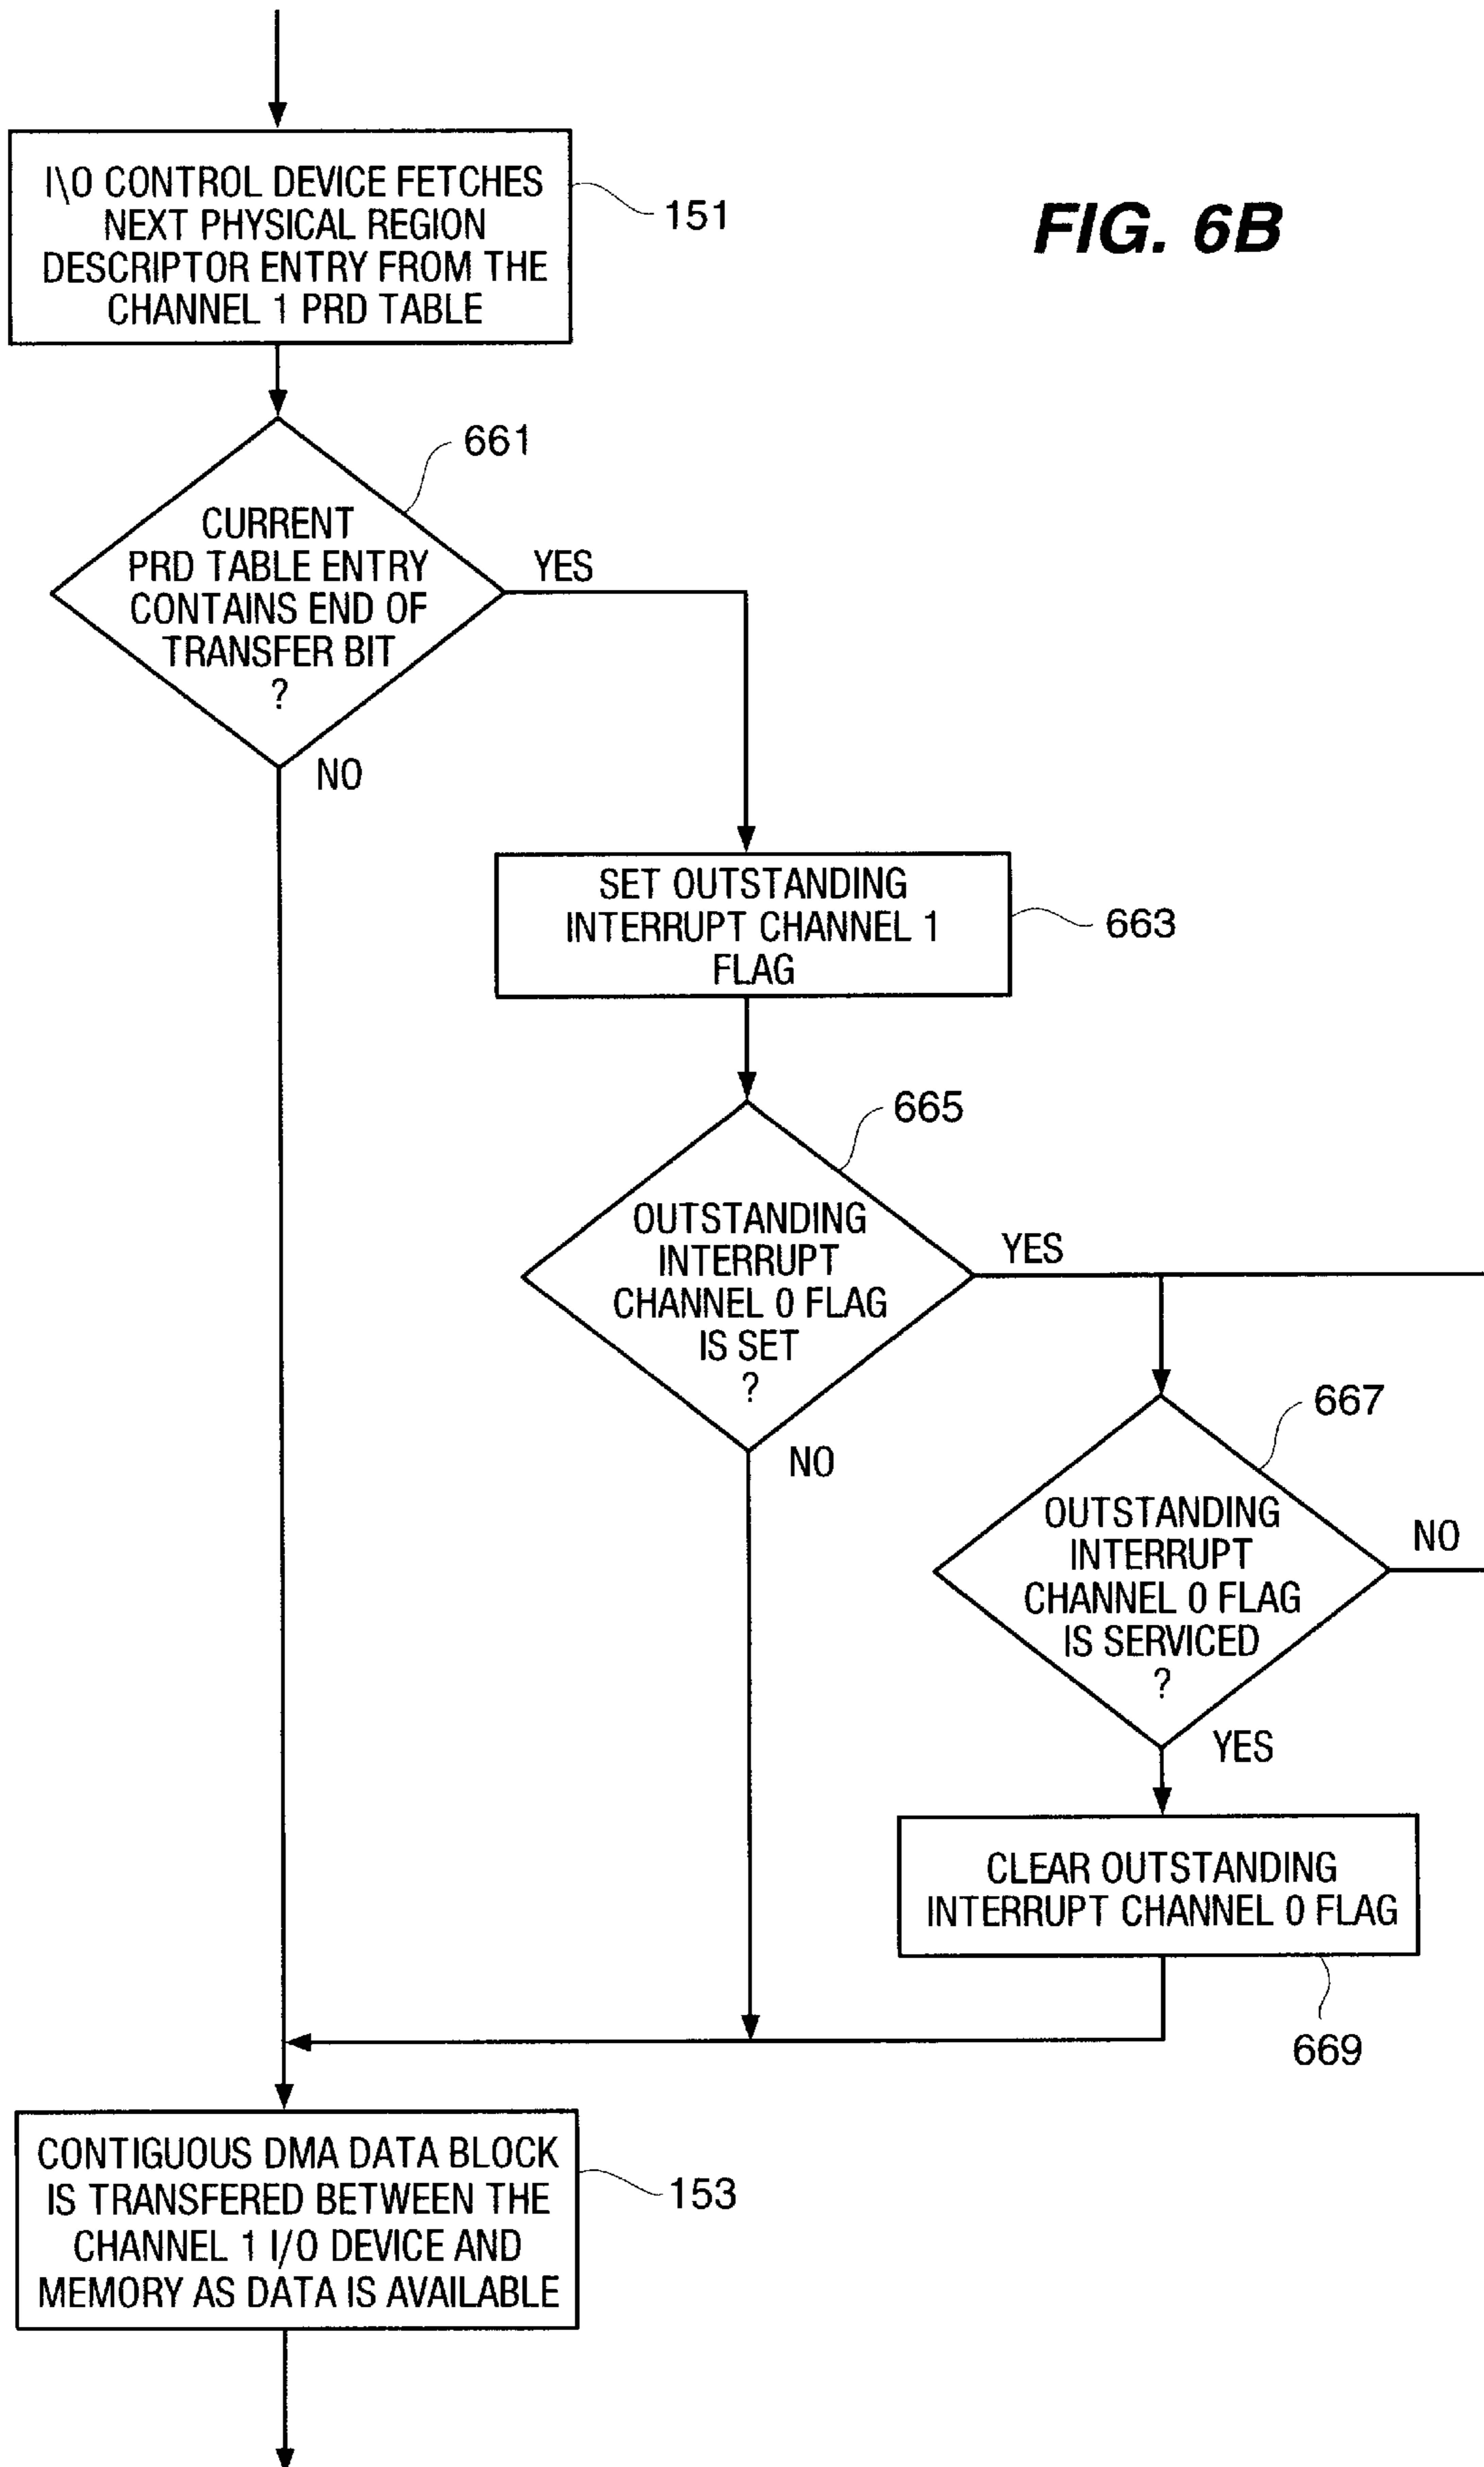 I\O CONTROL DEVICE FETCHES
NEXT PHYSICAL REGION
DESCRIPTOR ENTRY FROM THE
CHANNEL 1 PRD TABLE
151
FIG. 6B
661
CURRENT
PRD TABLE ENTRY
CONTAINS END OF
TRANSFER BIT
?
YES
NO
SET OUTSTANDING
INTERRUPT CHANNEL 1
FLAG
663
665
OUTSTANDING
INTERRUPT
CHANNEL 0 FLAG
IS SET
?
YES
NO
667
OUTSTANDING
INTERRUPT
CHANNEL 0 FLAG
IS SERVICED
?
NO
YES
CLEAR OUTSTANDING
INTERRUPT CHANNEL 0 FLAG
669
CONTIGUOUS DMA DATA BLOCK
IS TRANSFERED BETWEEN THE
CHANNEL 1 I/O DEVICE AND
MEMORY AS DATA IS AVAILABLE
153